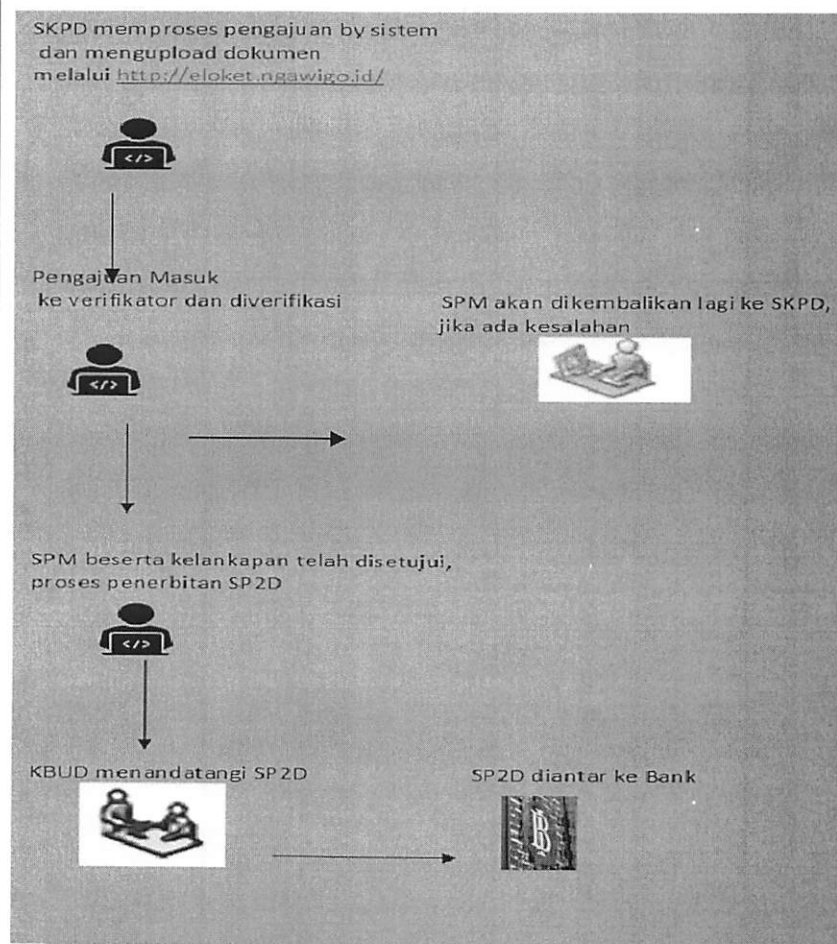 SKPD memproses pengajuan by sistem
dan mengupload dokumen
melalui http://eloket.ngawigo.id/
</>
Pengajuan Masuk
ke verifikator dan diverifikasi
SPM akan dikembalikan lagi ke SKPD,
jika ada kesalahan
</>
SPM beserta kelankapan telah disetujui,
proses penerbitan SP2D
</>
KBUD menandatangi SP2D
SP2D diantar ke Bank
B